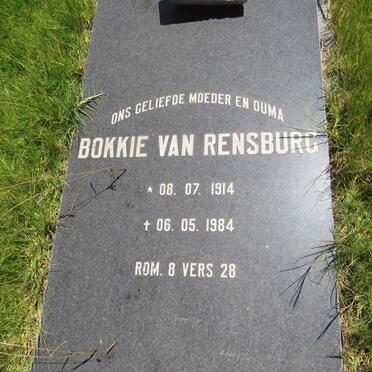 ONS GELIEFDE MOEDER EN OUMA
BOKKIE VAN RENSBURG
* 08. 07. 1914
† 06. 05. 1984
ROM. 8 VERS 28